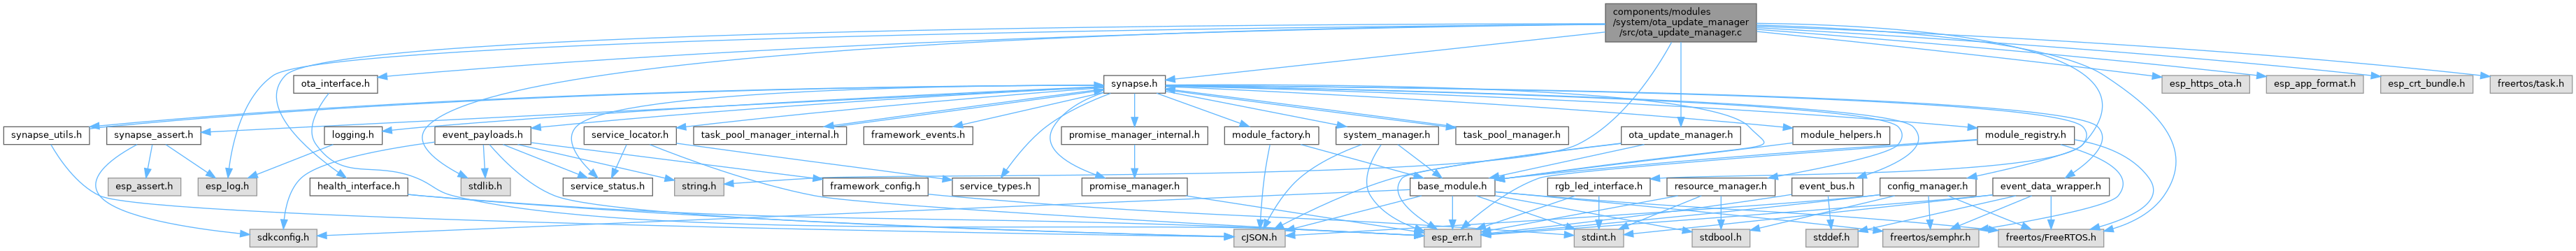 components/modules
/system/ota_update_manager
/src/ota_update_manager.c
ota_interface.h
synapse.h
esp_https_ota.h
esp_app_format.h
esp_crt_bundle.h
freertos/task.h
synapse_utils.h
synapse_assert.h
logging.h
event_payloads.h
service_locator.h
task_pool_manager_internal.h
framework_events.h
promise_manager_internal.h
module_factory.h
system_manager.h
task_pool_manager.h
ota_update_manager.h
module_helpers.h
module_registry.h
esp_assert.h
esp_log.h
health_interface.h
stdlib.h
service_status.h
string.h
framework_config.h
service_types.h
promise_manager.h
base_module.h
rgb_led_interface.h
resource_manager.h
event_bus.h
config_manager.h
event_data_wrapper.h
sdkconfig.h
cJSON.h
esp_err.h
stdint.h
stdbool.h
stddef.h
freertos/semphr.h
freertos/FreeRTOS.h